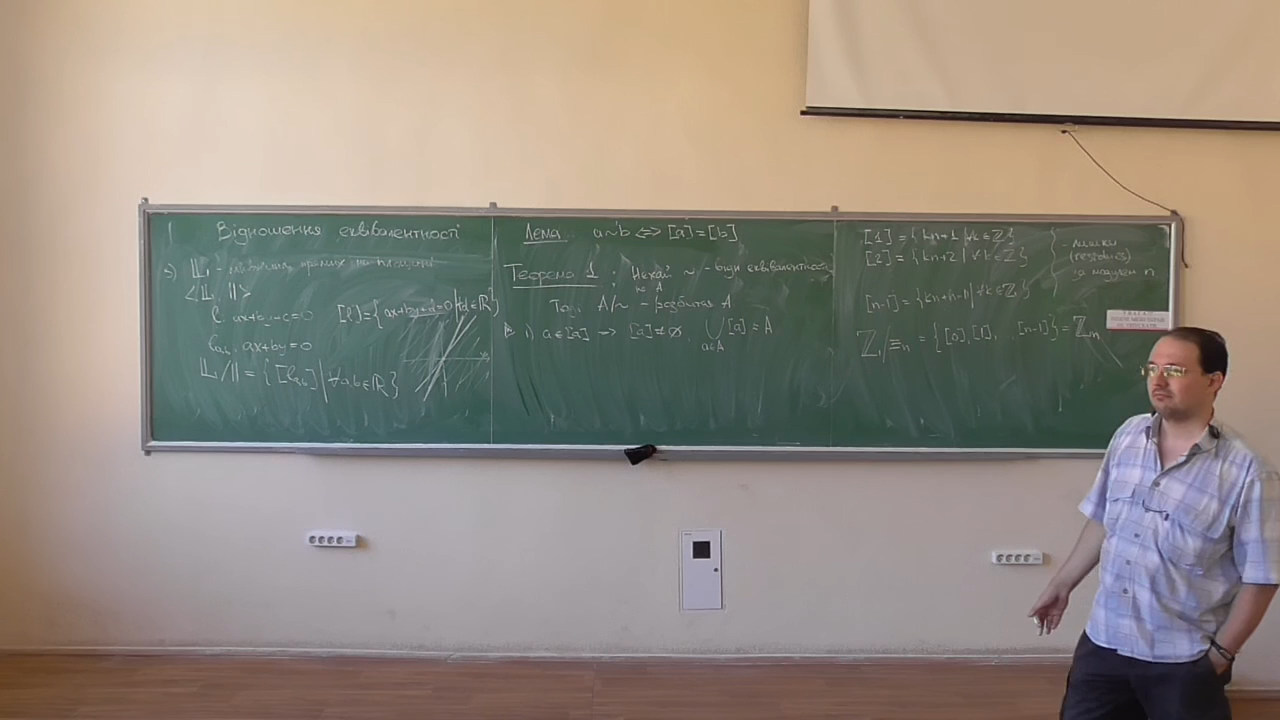 Відношення еквівалентності
5) 𝕃 - множина прямих на площині
<𝕃, ||>
l: ax+by+c=0 [l]={ax+by+d=0 | ∀d∈ℝ}
ax+by=0
𝕃/|| = {[l_ab] | ∀a,b∈ℝ}
Лема a~b ⇔ [a]=[b]
Теорема 1: Нехай ~ - відн еквівалентності
на A
Тоді A/~ - розбиття A
▷ 1) a∈[a] → [a]≠∅, ⋃ [a] = A
a∈A
[1] = {kn+1 | ∀k∈ℤ}
[2] = {kn+2 | ∀k∈ℤ}
[n-1] = {kn+n-1 | ∀k∈ℤ}
- лишки
(residues)
за модулем n
ℤ/≡ₙ = {[0],[1], [n-1]} = ℤₙ